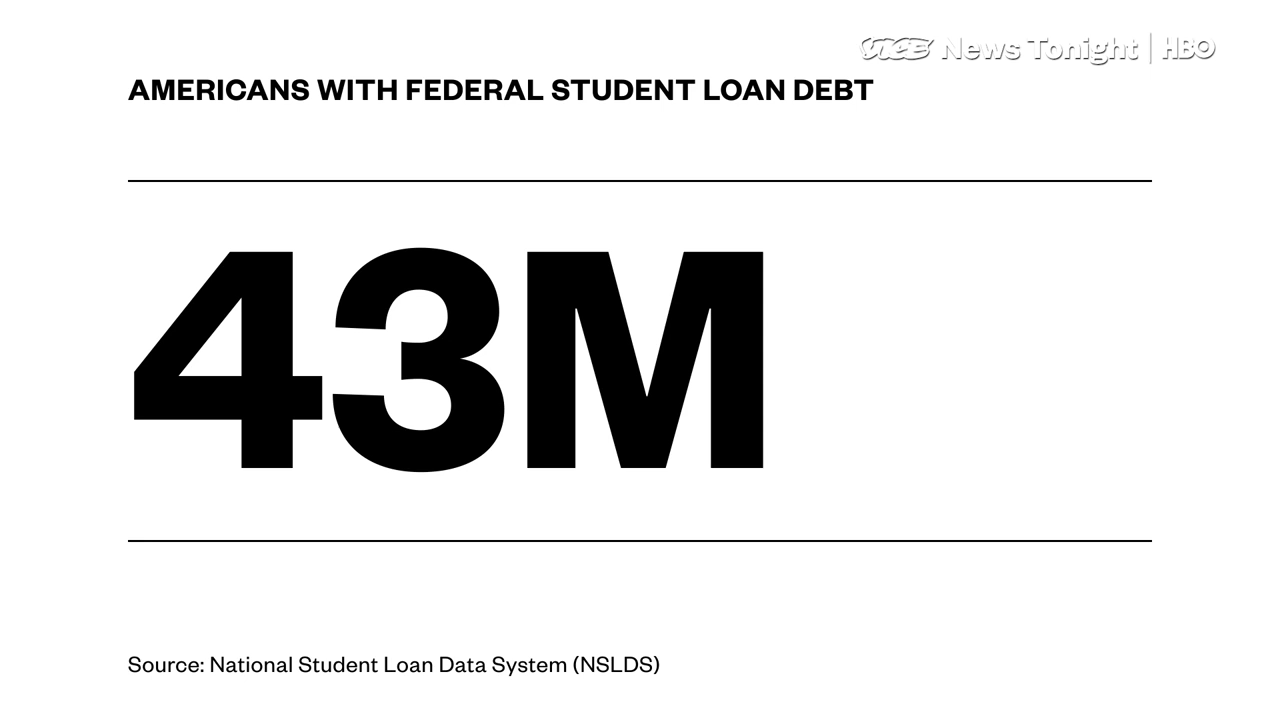 VICE News Tonight | HBO
AMERICANS WITH FEDERAL STUDENT LOAN DEBT
43M
Source: National Student Loan Data System (NSLDS)